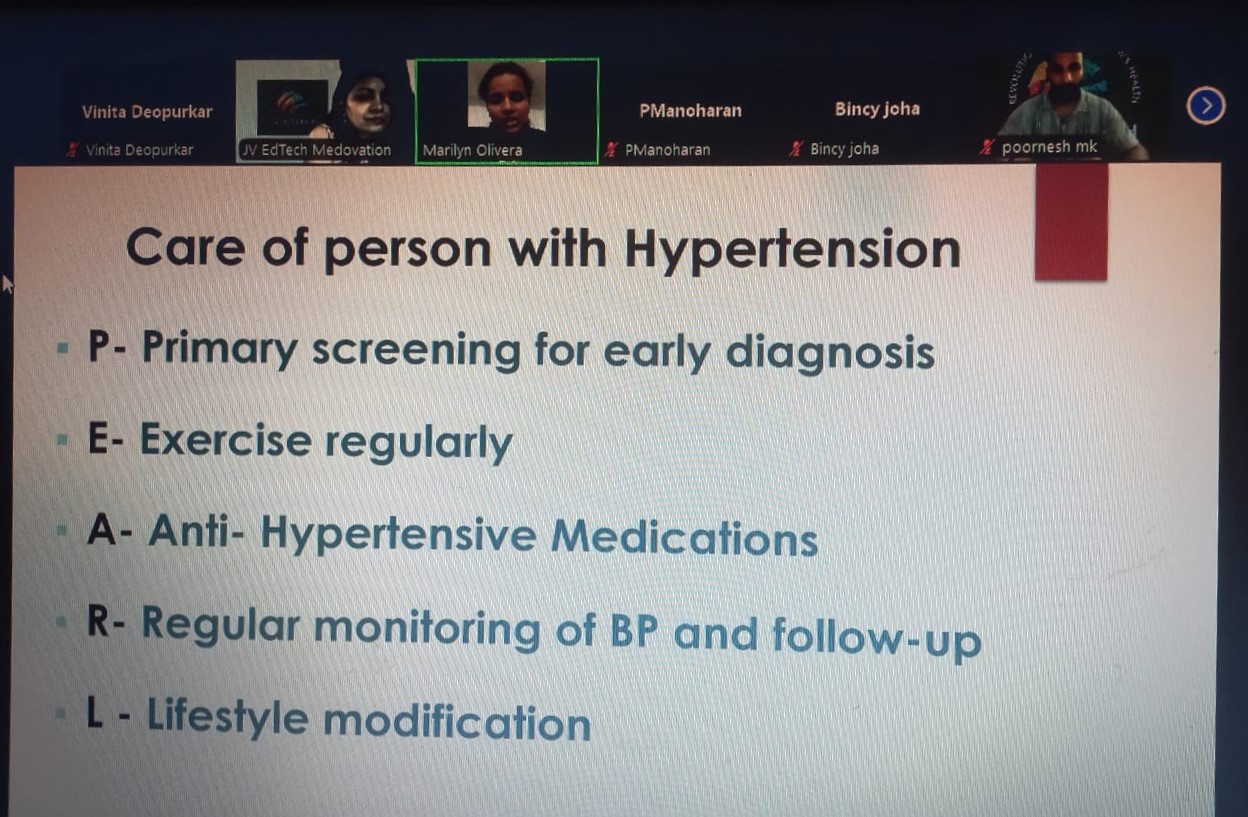 Vinita Deopurkar
PManoharan
Bincy joha
Vinita Deopurkar
JV EdTech Medovation
Marilyn Olivera
PManoharan
Bincy joha
poornesh mk
Care of person with Hypertension
P- Primary screening for early diagnosis
E- Exercise regularly
A- Anti- Hypertensive Medications
R- Regular monitoring of BP and follow-up
L - Lifestyle modification